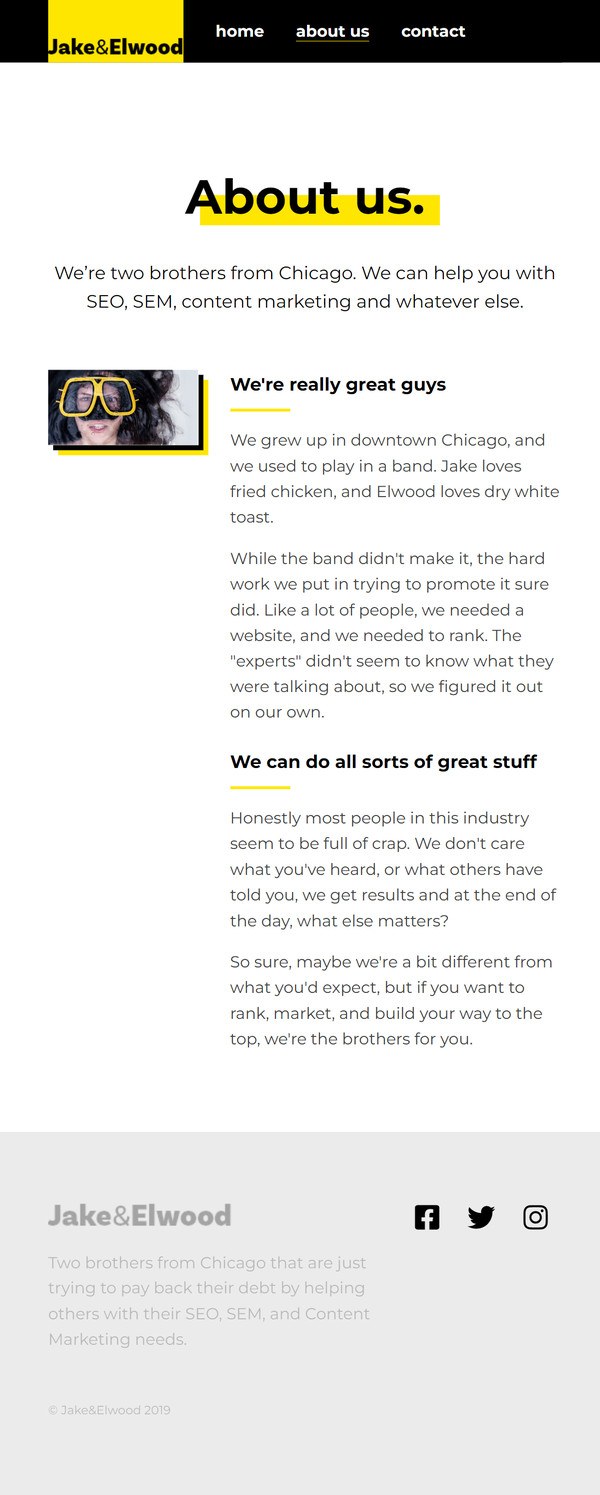 Jake&Elwood home about us contact
About us.
We’re two brothers from Chicago. We can help you with
SEO, SEM, content marketing and whatever else.
We're really great guys
We grew up in downtown Chicago, and
we used to play in a band. Jake loves
fried chicken, and Elwood loves dry white
toast.
While the band didn't make it, the hard
work we put in trying to promote it sure
did. Like a lot of people, we needed a
website, and we needed to rank. The
"experts" didn't seem to know what they
were talking about, so we figured it out
on our own.
We can do all sorts of great stuff
Honestly most people in this industry
seem to be full of crap. We don't care
what you've heard, or what others have
told you, we get results and at the end of
the day, what else matters?
So sure, maybe we're a bit different from
what you'd expect, but if you want to
rank, market, and build your way to the
top, we're the brothers for you.
Jake&Elwood
Two brothers from Chicago that are just
trying to pay back their debt by helping
others with their SEO, SEM, and Content
Marketing needs.
© Jake&Elwood 2019